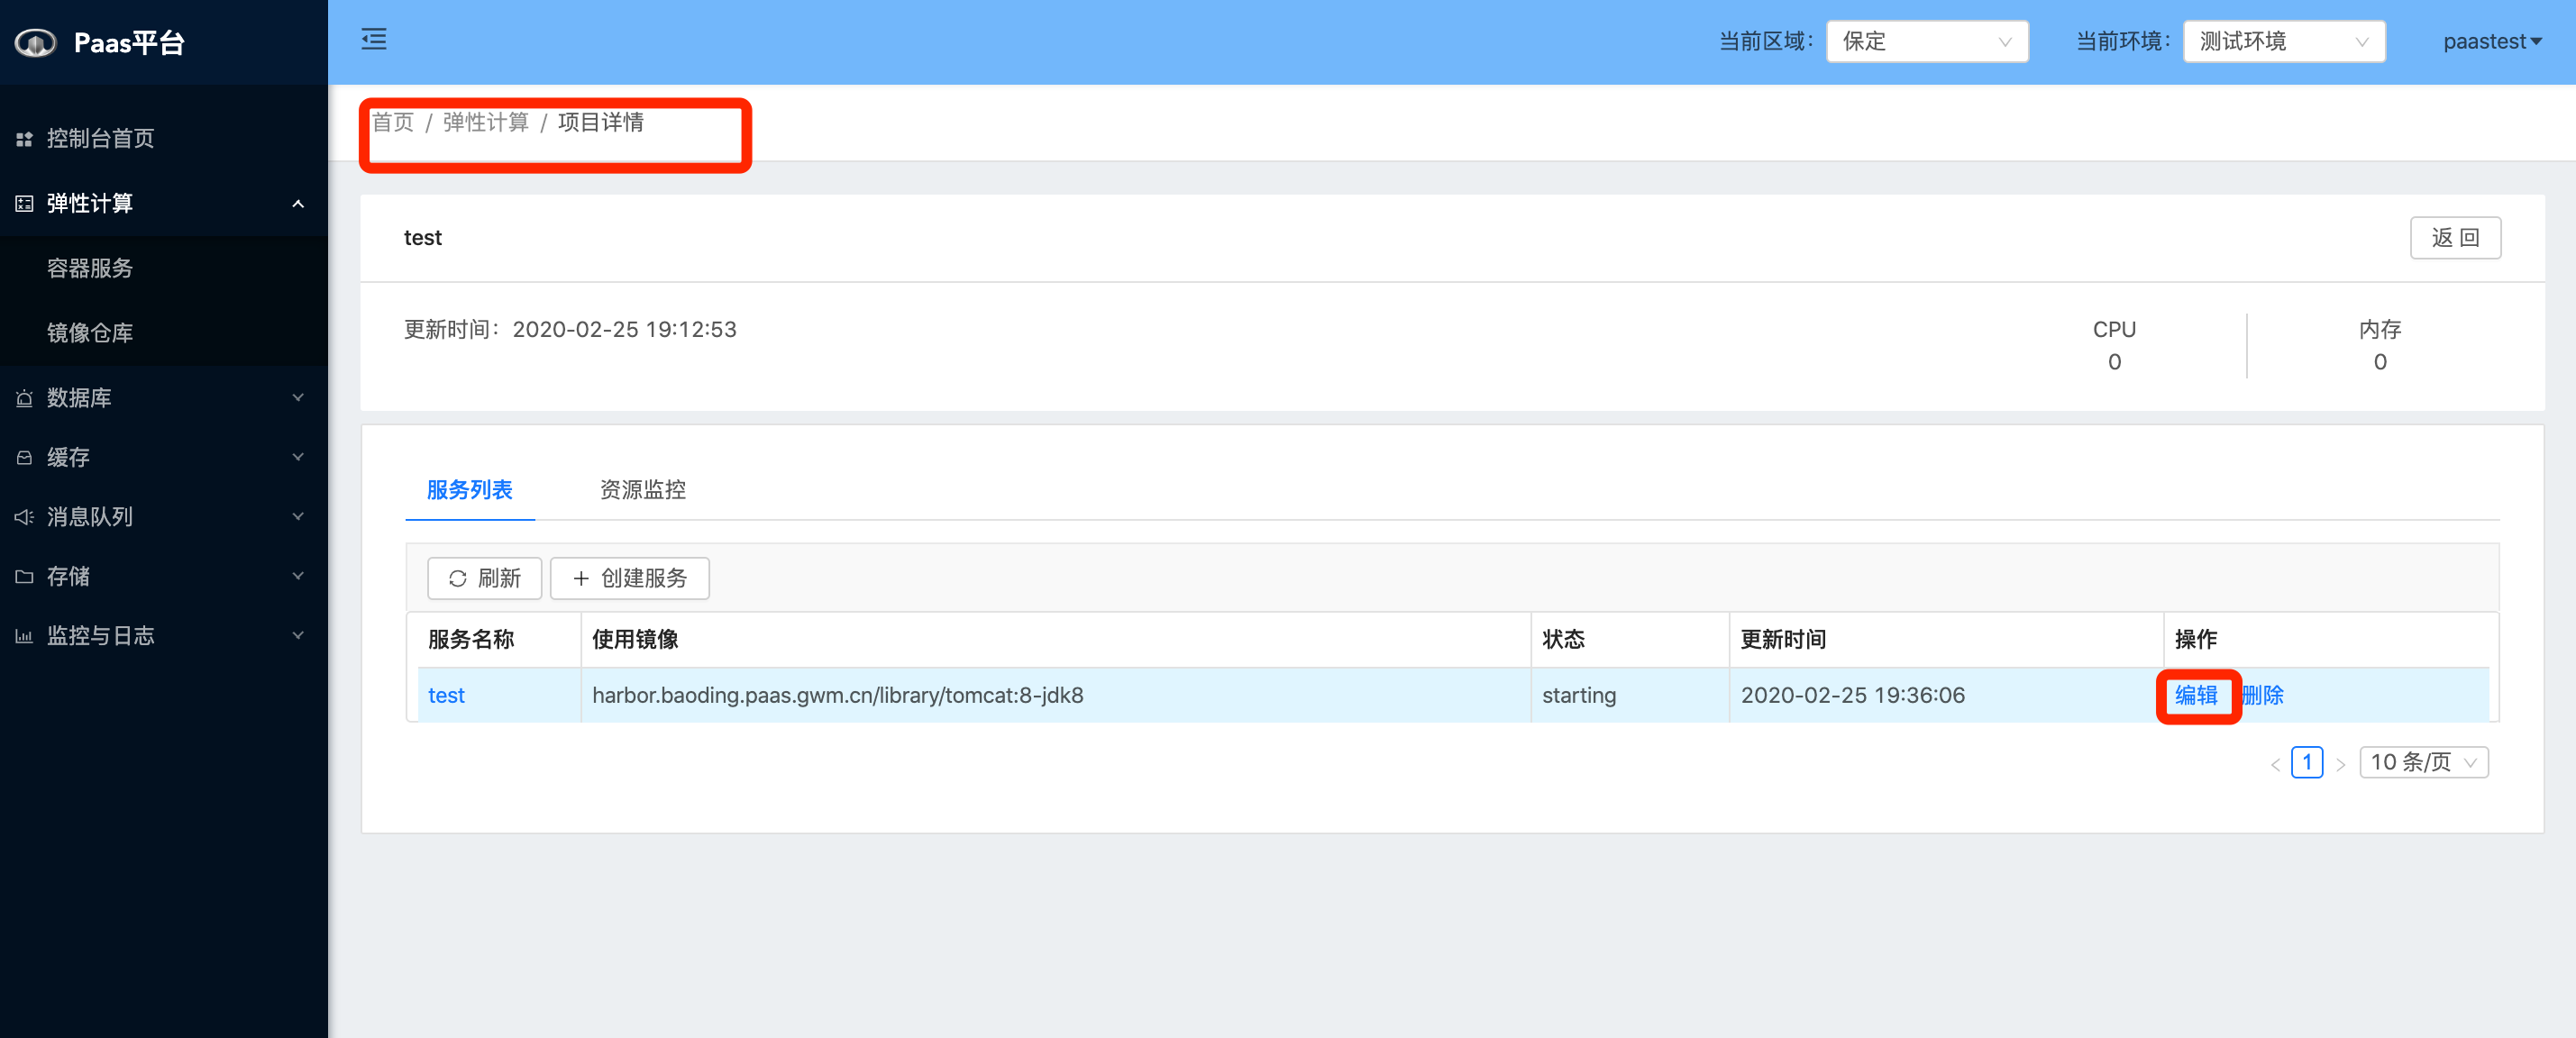 Paas平台
当前区域： 保定 当前环境： 测试环境 paastest
控制台首页
弹性计算
容器服务
镜像仓库
数据库
缓存
消息队列
存储
监控与日志
首页 / 弹性计算 / 项目详情
test
返 回
更新时间：2020-02-25 19:12:53
CPU
0
内存
0
服务列表 资源监控
刷新 创建服务
服务名称 使用镜像 状态 更新时间 操作
test harbor.baoding.paas.gwm.cn/library/tomcat:8-jdk8 starting 2020-02-25 19:36:06 编辑 删除
< 1 > 10 条/页